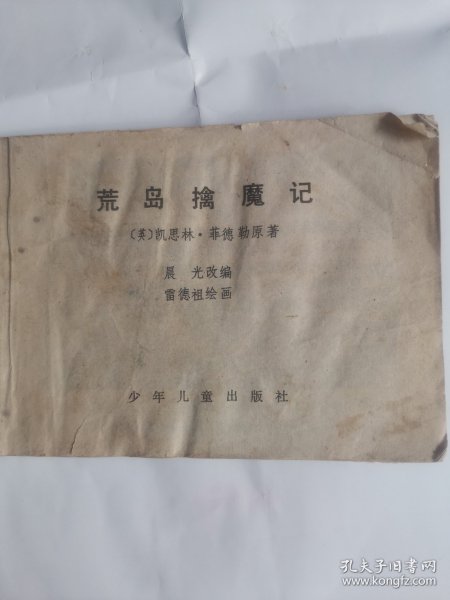 荒岛擒魔记
(英)凯思林·菲德勒原著
晨光改编
雷德祖绘画
少年儿童出版社
孔夫子旧书网
www.kongfz.com